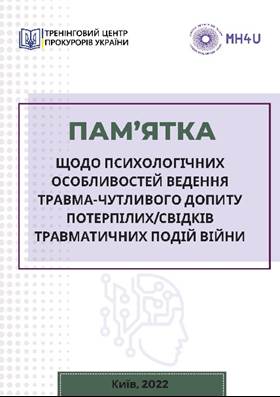 ТРЕНІНГОВИЙ ЦЕНТР
ПРОКУРОРІВ УКРАЇНИ
MH4U
ПАМ’ЯТКА
ЩОДО ПСИХОЛОГІЧНИХ
ОСОБЛИВОСТЕЙ ВЕДЕННЯ
ТРАВМА-ЧУТЛИВОГО ДОПИТУ
ПОТЕРПІЛИХ/СВІДКІВ
ТРАВМАТИЧНИХ ПОДІЙ ВІЙНИ
Київ, 2022